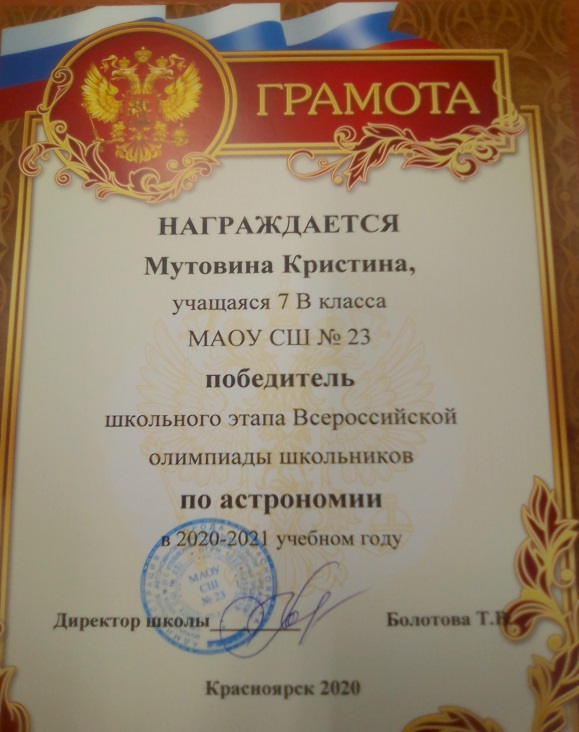 ГРАМОТА
НАГРАЖДАЕТСЯ
Мутовина Кристина,
учащаяся 7 В класса
МАОУ СШ № 23
победитель
школьного этапа Всероссийской
олимпиады школьников
по астрономии
в 2020-2021 учебном году
МАОУ
СШ
№ 23
Директор школы Болотова Т.В.
Красноярск 2020